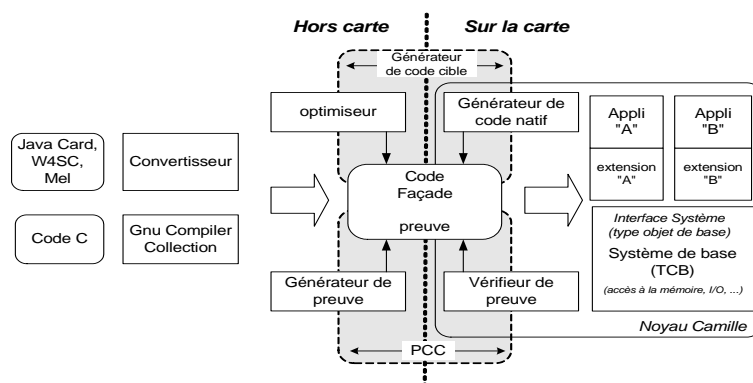 Hors carte
Sur la carte
Générateur
de code cible
optimiseur
Générateur de
code natif
Appli
"A"
Appli
"B"
Java Card,
W4SC,
Mel
Convertisseur
extension
"A"
extension
"B"
Code
Façade
preuve
Code C
Gnu Compiler
Collection
Interface Système
(type objet de base)
Système de base
(TCB)
(accès à la mémoire, I/O, ...)
Générateur de
preuve
Vérifieur de
preuve
Noyau Camille
PCC